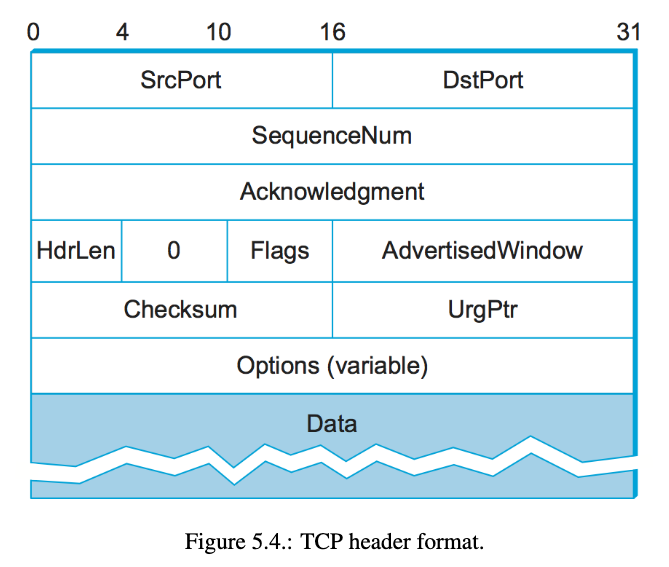 0 4 10 16 31
SrcPort DstPort
SequenceNum
Acknowledgment
HdrLen 0 Flags AdvertisedWindow
Checksum UrgPtr
Options (variable)
Data
Figure 5.4.: TCP header format.